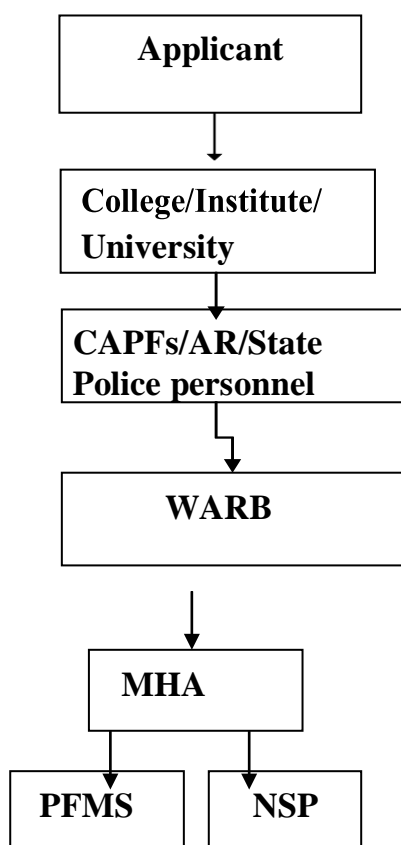 Applicant
College/Institute/
University
CAPFs/AR/State
Police personnel
WARB
MHA
PFMS
NSP